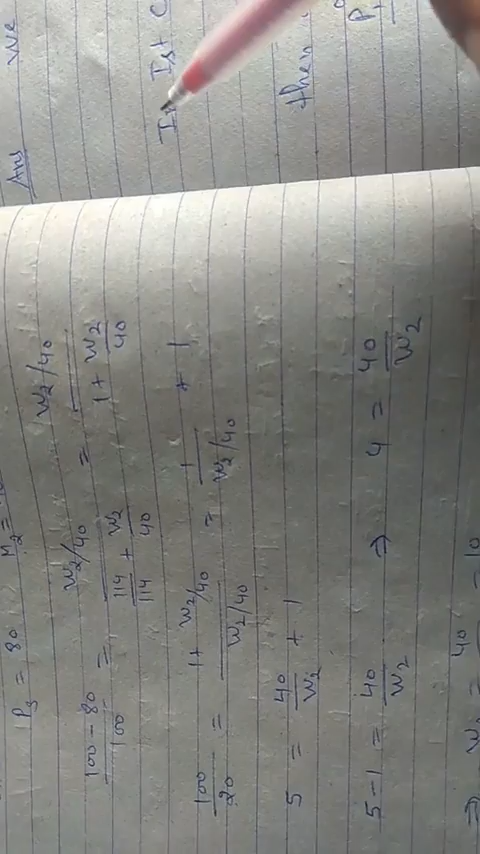 P₃ = 80 M₂ =
(100 - 80)/100 = (W₂/40)/(114/114 + W₂/40) = (W₂/40)/(1 + W₂/40)
100/20 = (1 + W₂/40)/(W₂/40) = 1/(W₂/40) + 1
5 = 40/W₂ + 1
5 - 1 = 40/W₂ ⇒ 4 = 40/W₂
⇒ 40 = 10
Ans We
Ist C
then